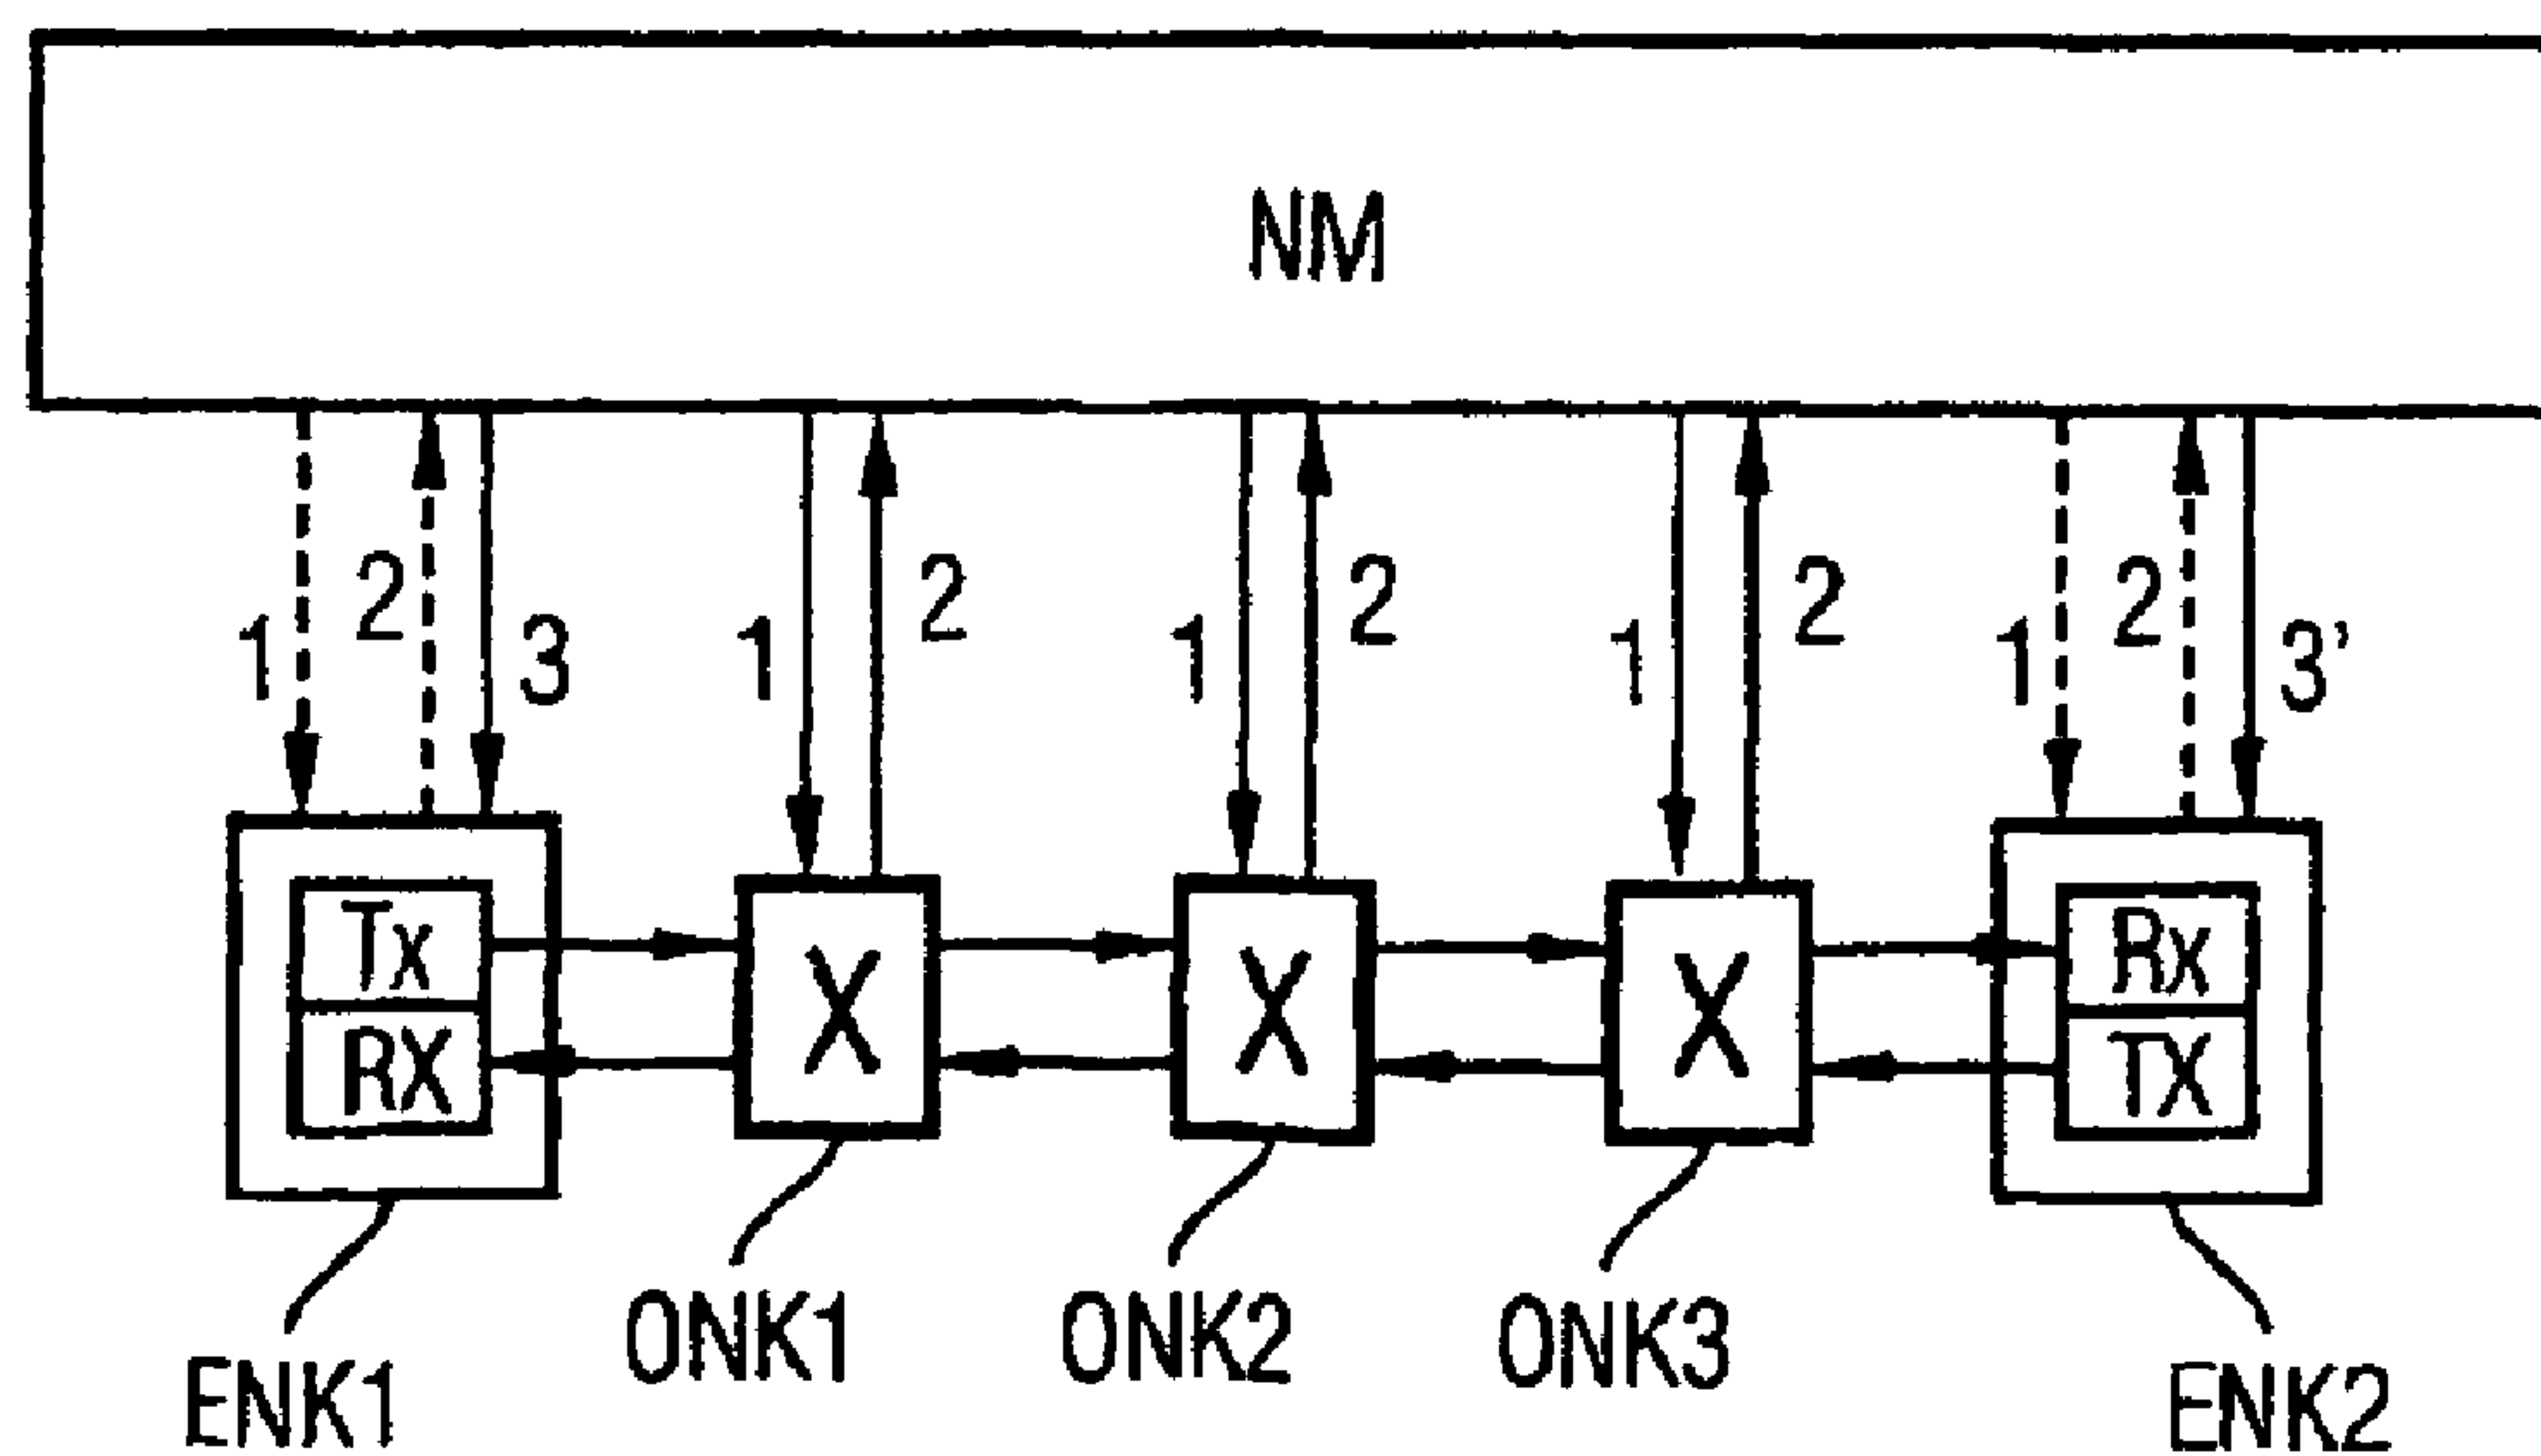 NM
1 2 3 1 2 1 2 1 2 1 2 3'
Tx X X X Rx
RX TX
ENK1 ONK1 ONK2 ONK3 ENK2